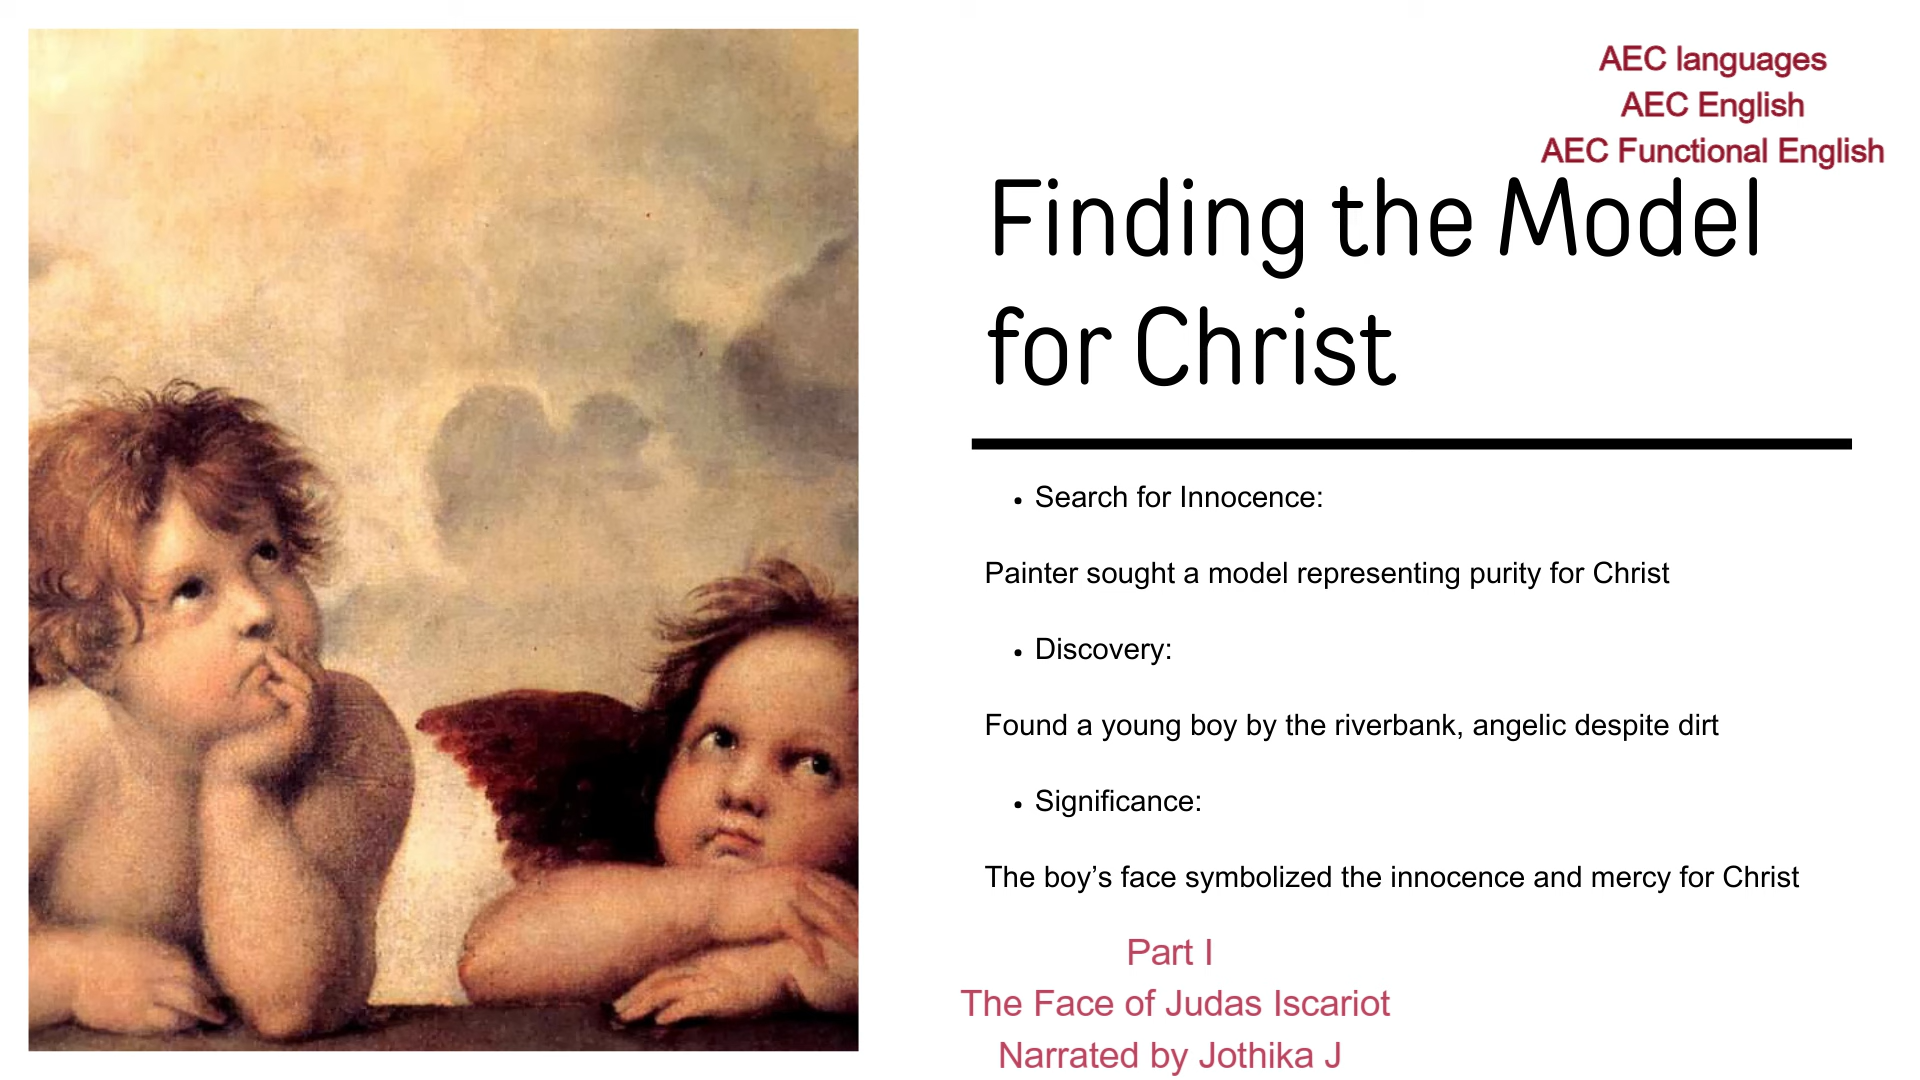 AEC languages
AEC English
AEC Functional English
Finding the Model
for Christ
• Search for Innocence:
Painter sought a model representing purity for Christ
• Discovery:
Found a young boy by the riverbank, angelic despite dirt
• Significance:
The boy’s face symbolized the innocence and mercy for Christ
Part I
The Face of Judas Iscariot
Narrated by Jothika J